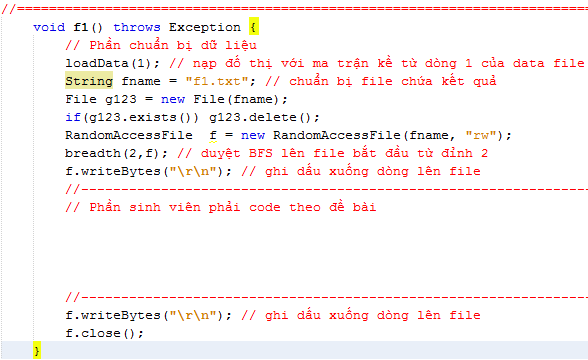 //========================================================================
void f1() throws Exception {
// Phần chuẩn bị dữ liệu
loadData(1); // nạp đố thị với ma trận kề từ dòng 1 của data file
String fname = "f1.txt"; // chuẩn bị file chứa kết quả
File g123 = new File(fname);
if(g123.exists()) g123.delete();
RandomAccessFile f = new RandomAccessFile(fname, "rw");
breadth(2,f); // duyệt BFS lên file bắt đầu từ đỉnh 2
f.writeBytes("\r\n"); // ghi dấu xuống dòng lên file
//----------------------------------------------------------------
// Phần sinh viên phải code theo đề bài
//----------------------------------------------------------------
f.writeBytes("\r\n"); // ghi dấu xuống dòng lên file
f.close();
}